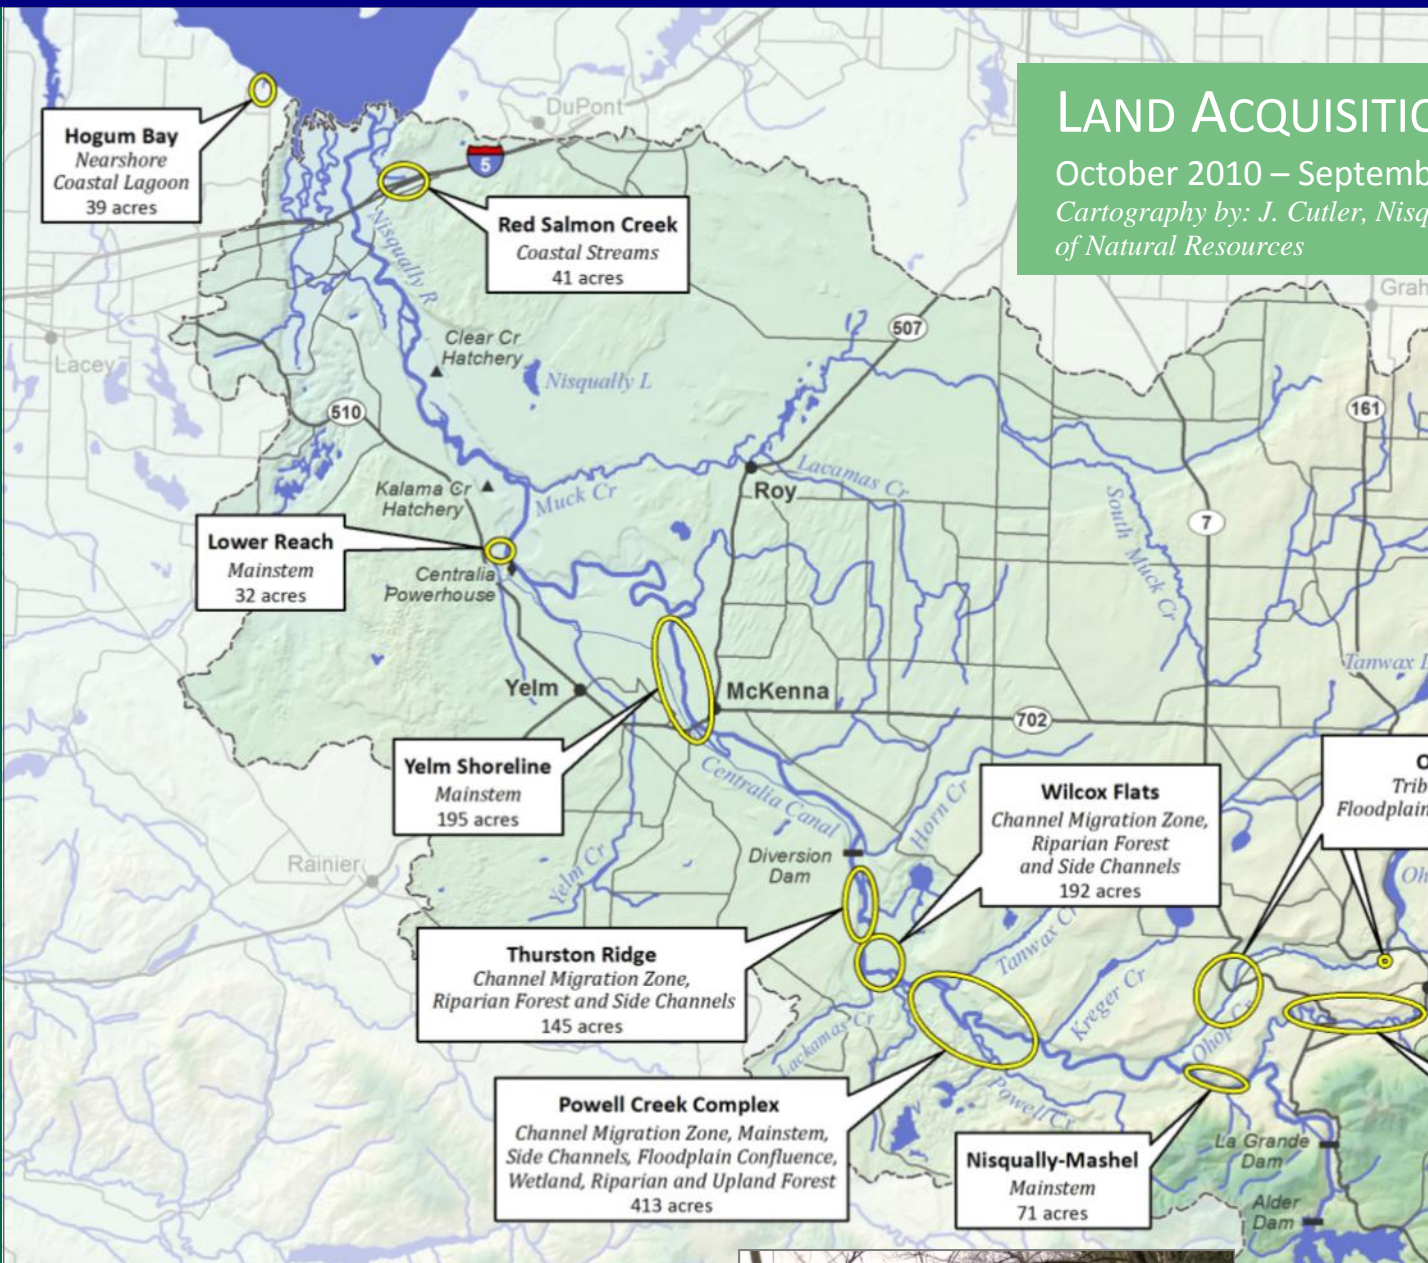 LAND ACQUISITIO
October 2010 – Septemb
Cartography by: J. Cutler, Nisq
of Natural Resources
DuPont
Hogum Bay
Nearshore
Coastal Lagoon
39 acres
5
Red Salmon Creek
Coastal Streams
41 acres
Nisqually R
Grah
507
Clear Cr
Hatchery
Lacey
Nisqually L
510
161
Lacamas Cr
Kalama Cr
Hatchery
Muck Cr
Roy
South Muck Cr
7
Lower Reach
Mainstem
32 acres
Centralia
Powerhouse
Tanwax L
Yelm
McKenna
702
Yelm Shoreline
Mainstem
195 acres
Centralia Canal
Horn Cr
Wilcox Flats
Channel Migration Zone,
Riparian Forest
and Side Channels
192 acres
O
Trib
Floodplain
Rainier
Yelm Cr
Diversion
Dam
Oh
Tanwax Cr
Thurston Ridge
Channel Migration Zone,
Riparian Forest and Side Channels
145 acres
Kreger Cr
Lackamas Cr
Ohop Cr
Powell Creek Complex
Channel Migration Zone, Mainstem,
Side Channels, Floodplain Confluence,
Wetland, Riparian and Upland Forest
413 acres
Powell Cr
Nisqually-Mashel
Mainstem
71 acres
La Grande
Dam
Alder
Dam